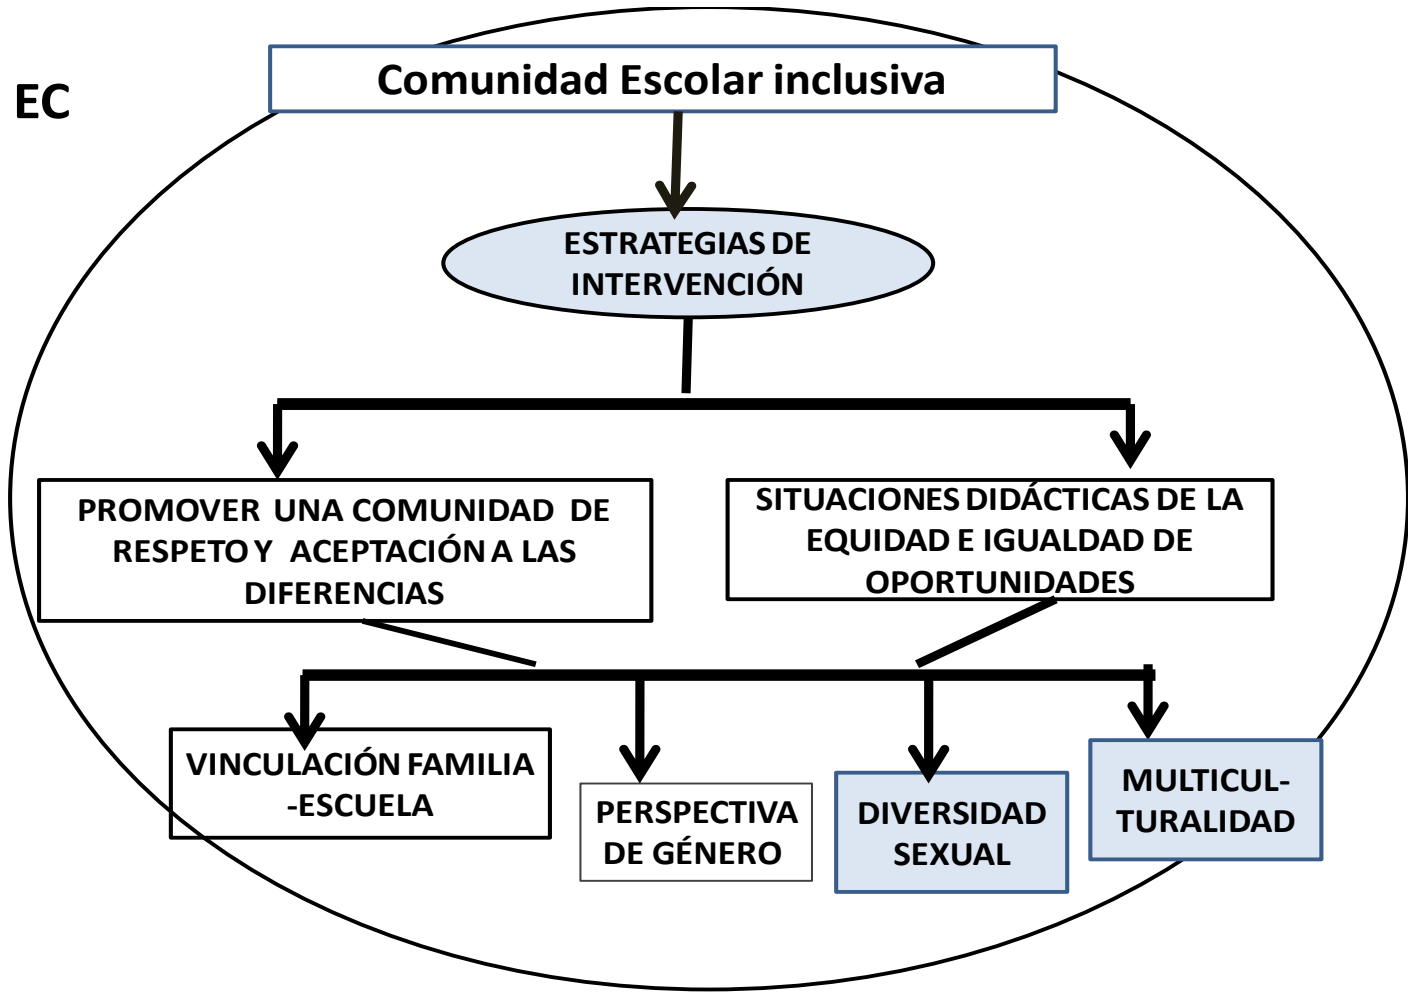 Comunidad Escolar inclusiva
EC
ESTRATEGIAS DE
INTERVENCIÓN
PROMOVER UNA COMUNIDAD DE
RESPETO Y ACEPTACIÓN A LAS
DIFERENCIAS
SITUACIONES DIDÁCTICAS DE LA
EQUIDAD E IGUALDAD DE
OPORTUNIDADES
VINCULACIÓN FAMILIA
-ESCUELA
PERSPECTIVA
DE GÉNERO
DIVERSIDAD
SEXUAL
MULTICUL-
TURALIDAD